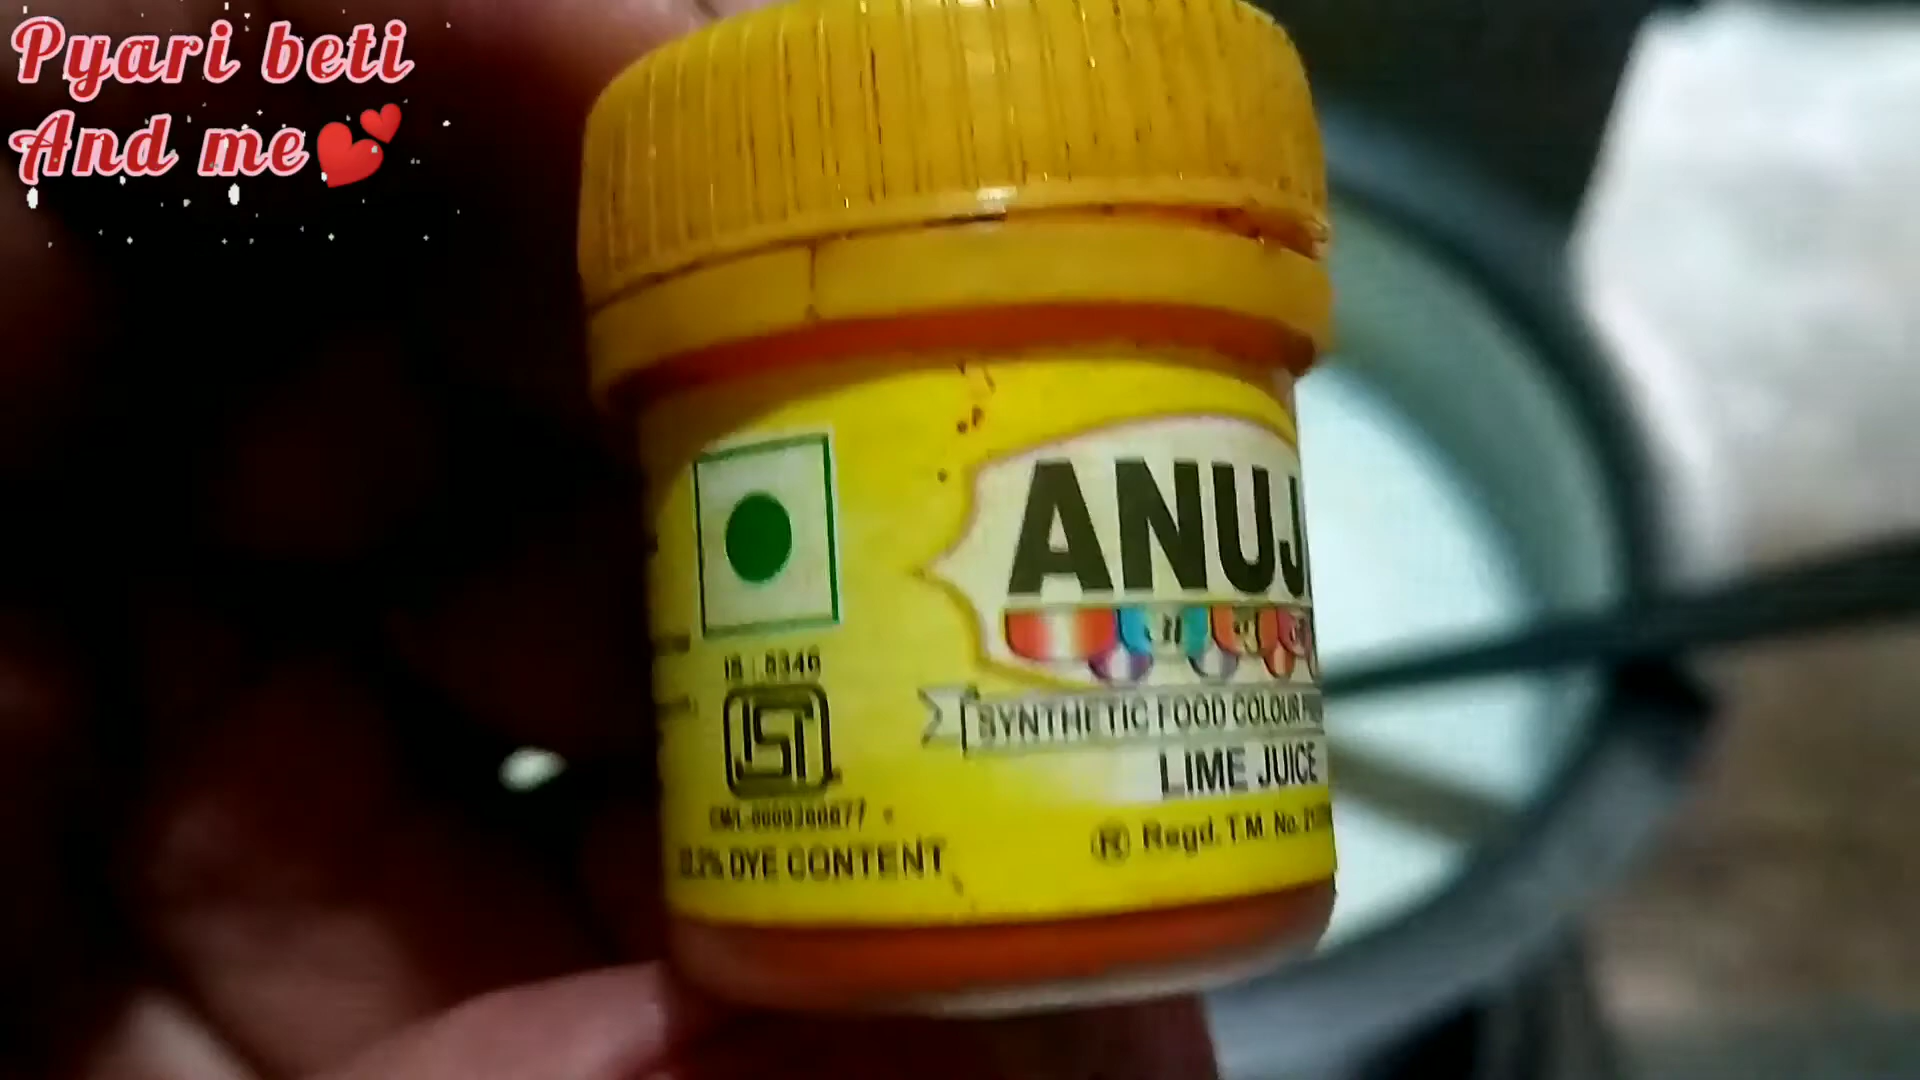 Pyari beti
And me💕
ANUJ
SYNTHETIC FOOD COLOUR
LIME JUICE
® Regd. T.M. No.
IS : 5346
ISI
DYE CONTENT